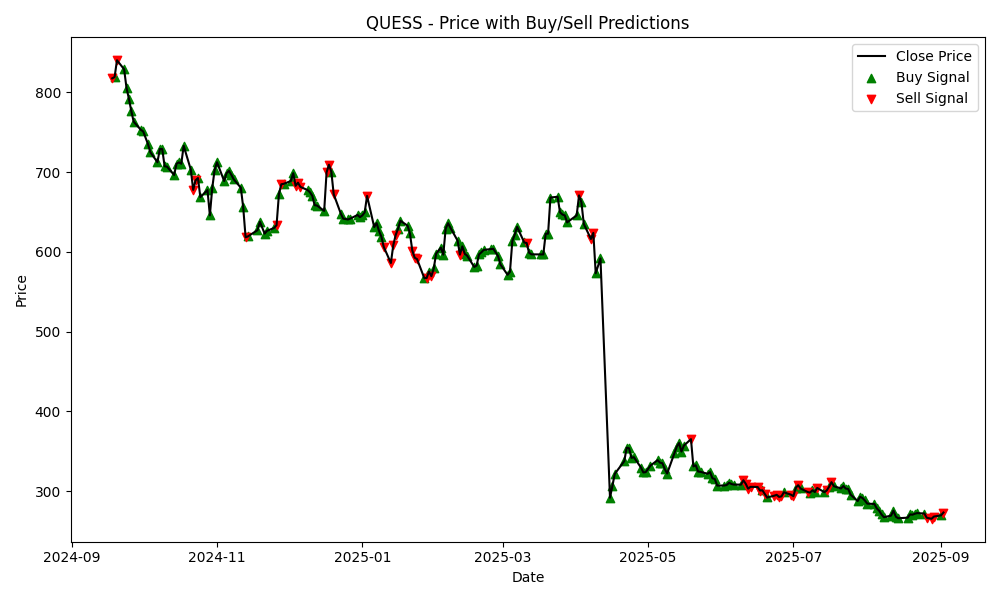 QUESS - Price with Buy/Sell Predictions
Close Price
Buy Signal
Sell Signal
Price
800
700
600
500
400
300
2024-09
2024-11
2025-01
2025-03
2025-05
2025-07
2025-09
Date